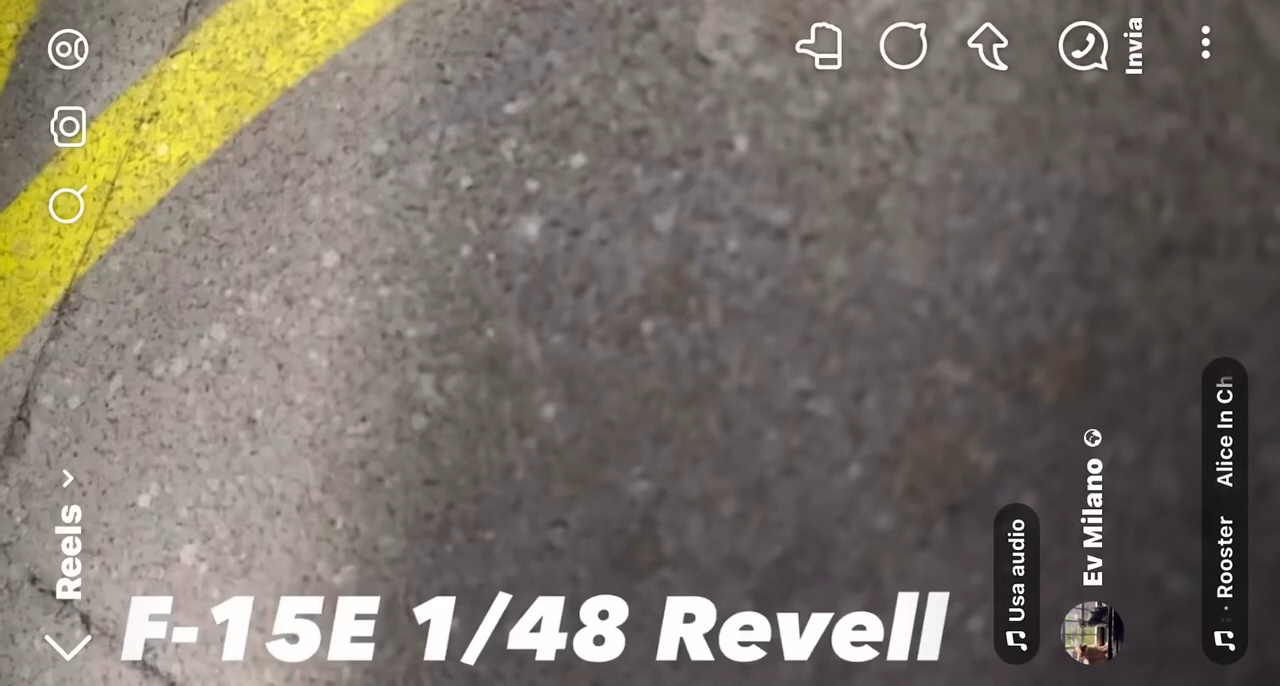 Reels
F-15E 1/48 Revell
Usa audio
Ev Milano
Rooster Alice In Ch
Invia